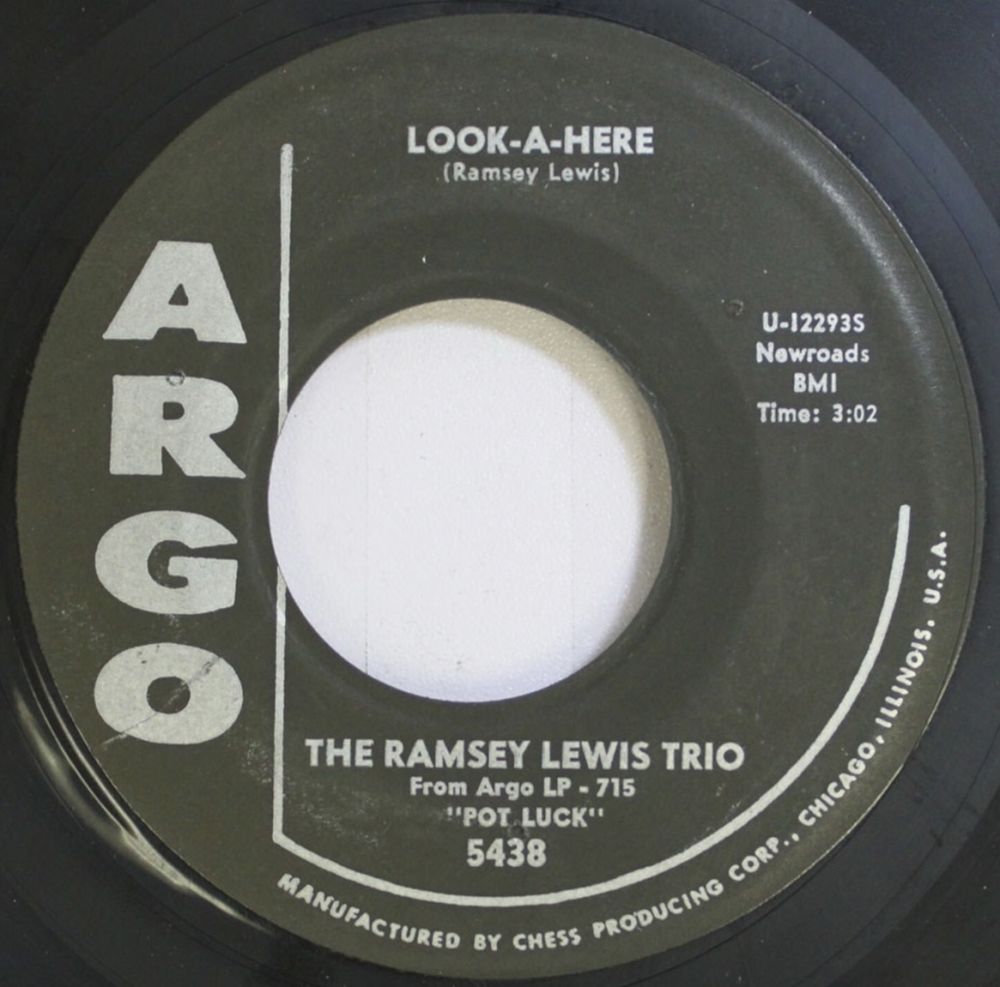 LOOK-A-HERE
(Ramsey Lewis)
ARGO
U-12293S
Newroads
BMI
Time: 3:02
THE RAMSEY LEWIS TRIO
From Argo LP - 715
"POT LUCK"
5438
MANUFACTURED BY CHESS PRODUCING CORP., CHICAGO, ILLINOIS. U.S.A.